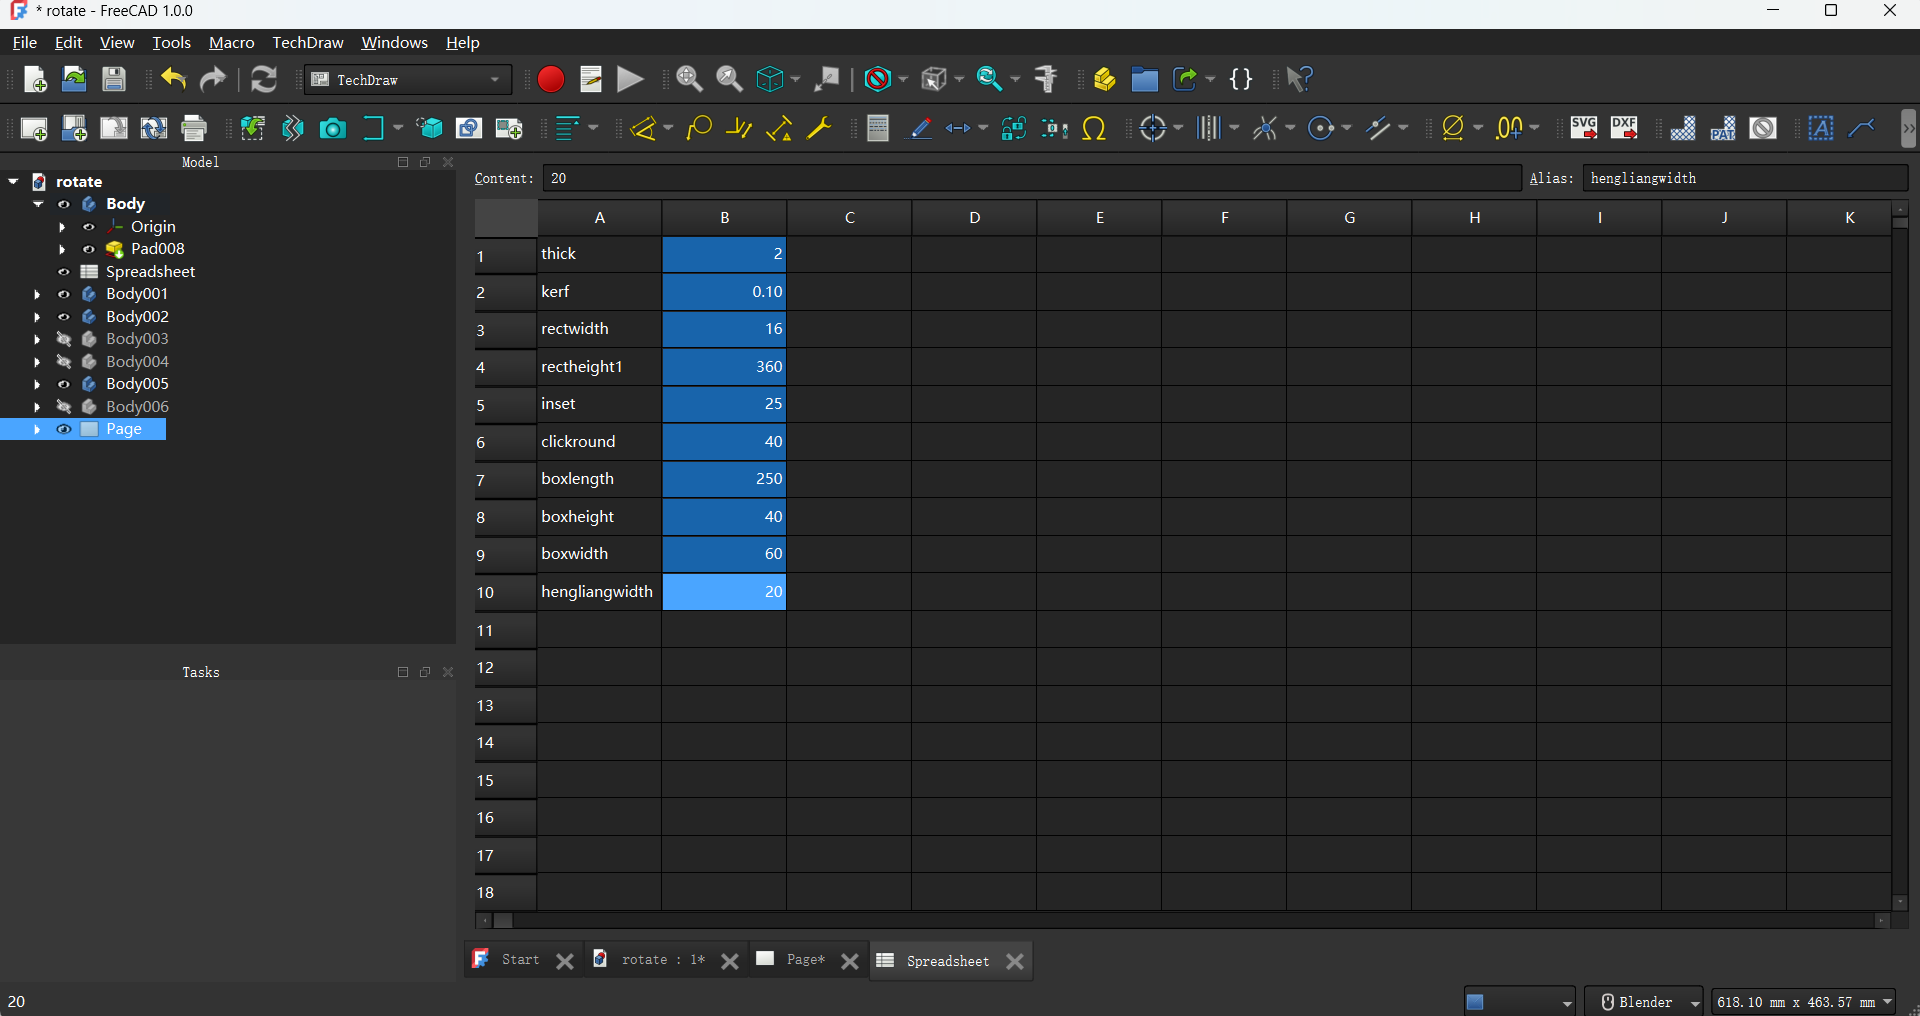 * rotate - FreeCAD 1.0.0
File Edit View Tools Macro TechDraw Windows Help
TechDraw
SVG DXF PAT
Model
rotate
Body
Origin
Pad008
Spreadsheet
Body001
Body002
Body003
Body004
Body005
Body006
Page
Tasks
Content: 20 Alias: hengliangwidth
A B C D E F G H I J K
1 thick 2
2 kerf 0.10
3 rectwidth 16
4 rectheight1 360
5 inset 25
6 clickround 40
7 boxlength 250
8 boxheight 40
9 boxwidth 60
10 hengliangwidth 20
11
12
13
14
15
16
17
18
Start rotate : 1* Page* Spreadsheet
20 Blender 618.10 mm x 463.57 mm